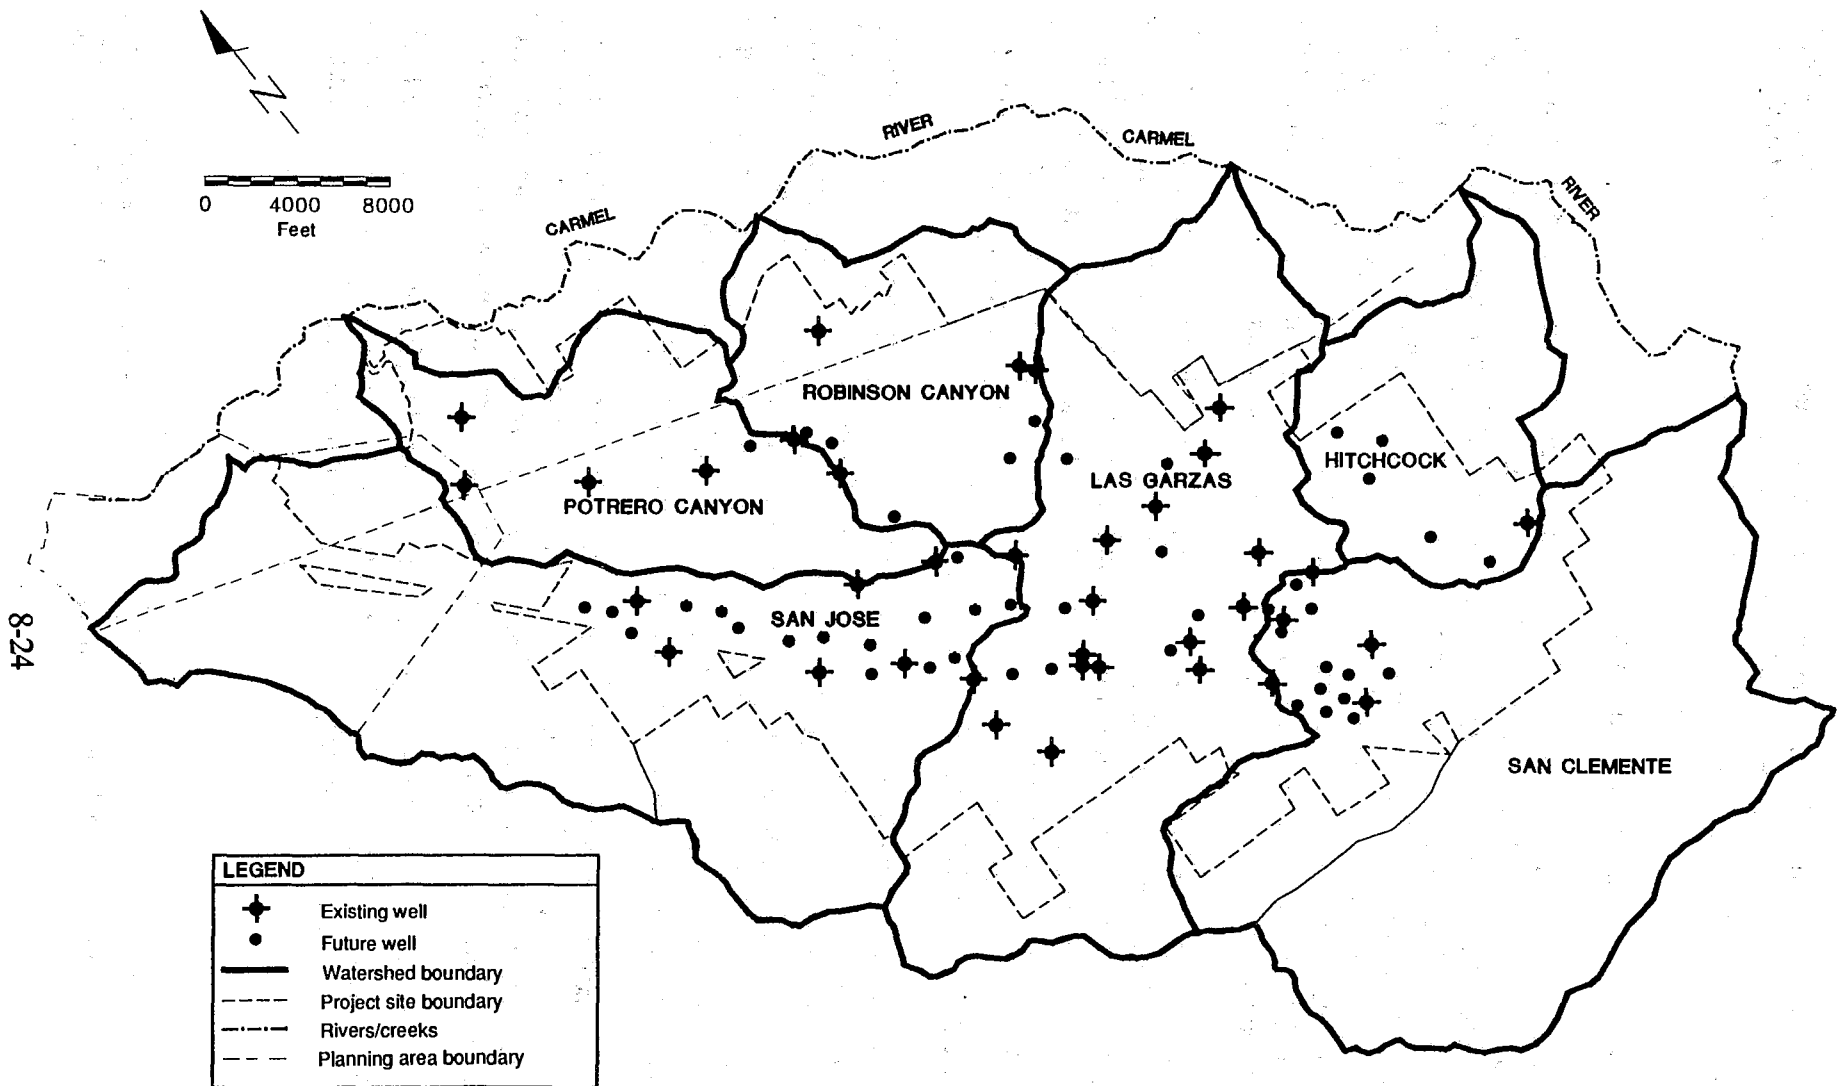 RIVER
CARMEL
RIVER
CARMEL
0 4000 8000
Feet
ROBINSON CANYON
HITCHCOCK
LAS GARZAS
POTRERO CANYON
SAN JOSE
SAN CLEMENTE
8-24
LEGEND
Existing well
Future well
Watershed boundary
Project site boundary
Rivers/creeks
Planning area boundary